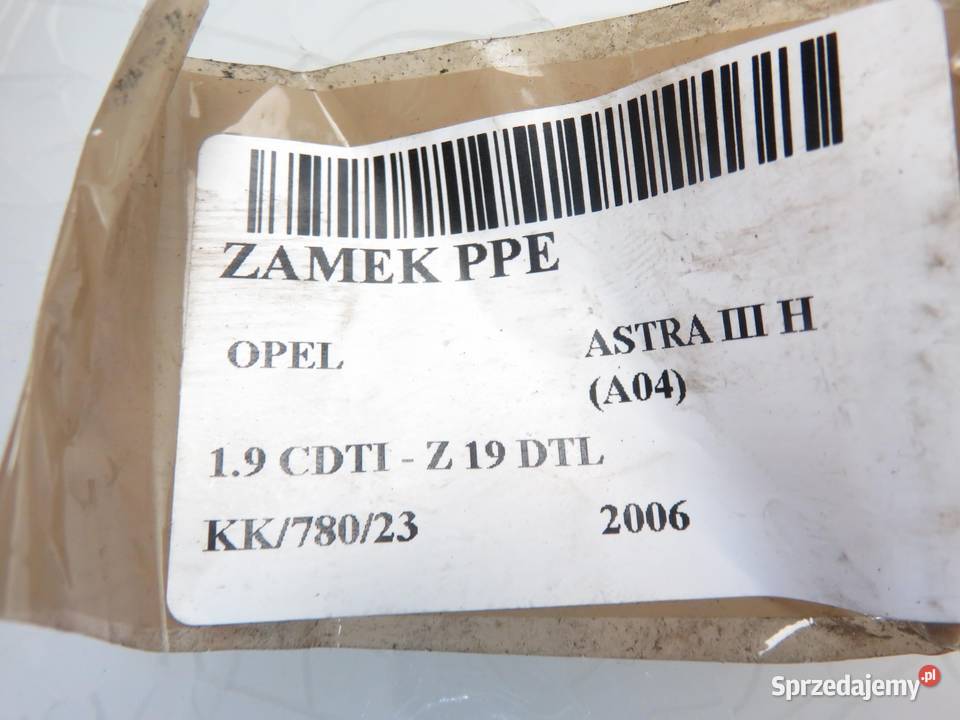 ZAMEK PPE
OPEL ASTRA III H
(A04)
1.9 CDTI - Z 19 DTL
KK/780/23 2006
Sprzedajemy.pl